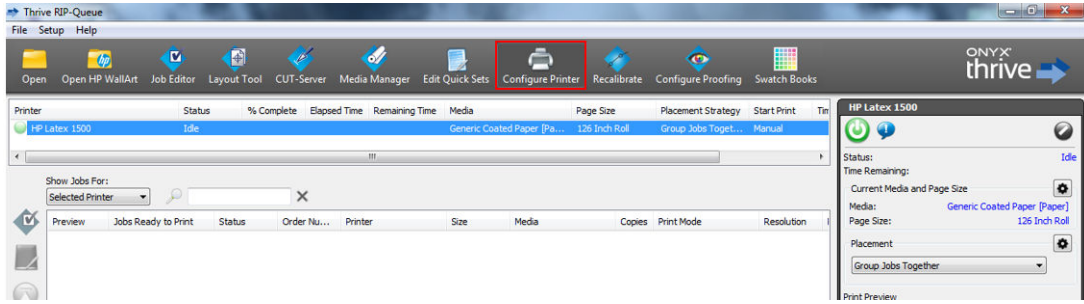 Thrive RIP-Queue
File Setup Help
Open Open HP WallArt Job Editor Layout Tool CUT-Server Media Manager Edit Quick Sets Configure Printer Recalibrate Configure Proofing Swatch Books
ONYX
thrive
Printer Status % Complete Elapsed Time Remaining Time Media Page Size Placement Strategy Start Print Tim
HP Latex 1500 Idle Generic Coated Paper [Pa... 126 Inch Roll Group Jobs Toget... Manual
Show Jobs For:
Selected Printer
Preview Jobs Ready to Print Status Order Nu... Printer Size Media Copies Print Mode Resolution
HP Latex 1500
Status: Idle
Time Remaining:
Current Media and Page Size
Media: Generic Coated Paper [Paper]
Page Size: 126 Inch Roll
Placement
Group Jobs Together
Print Preview